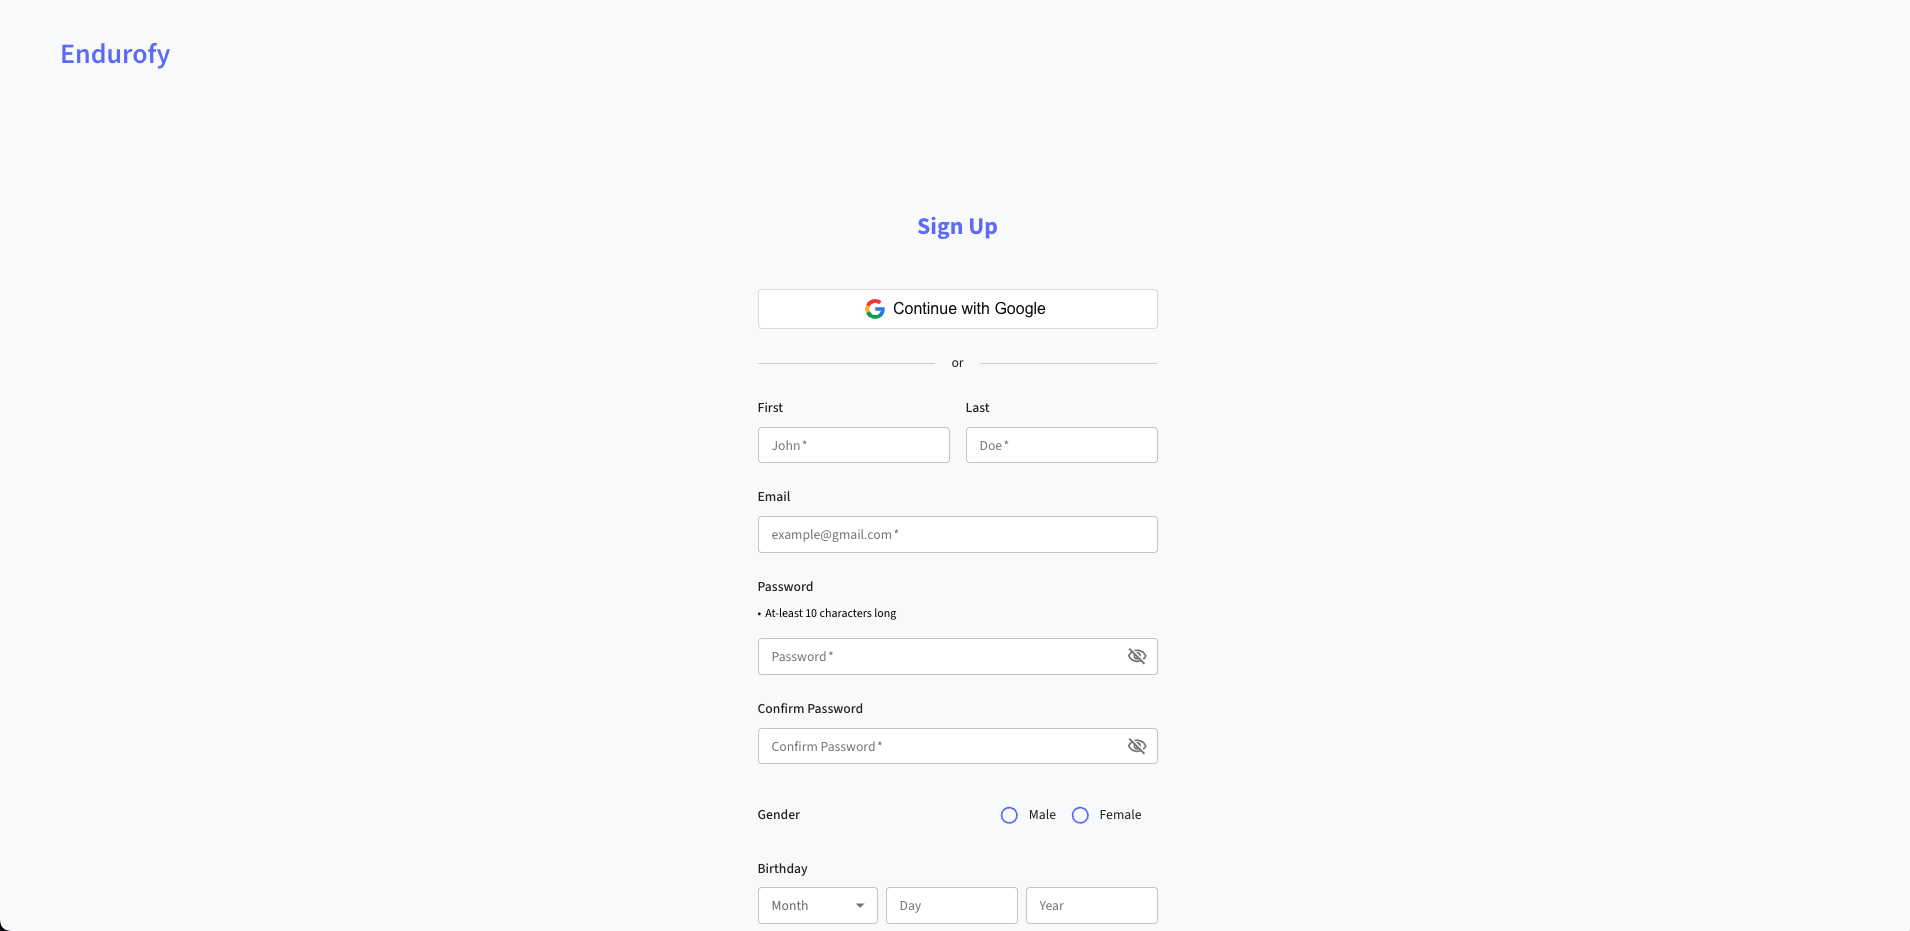 Endurofy
Sign Up
Continue with Google
or
First Last
John * Doe *
Email
example@gmail.com *
Password
• At-least 10 characters long
Password *
Confirm Password
Confirm Password *
Gender Male Female
Birthday
Month Day Year